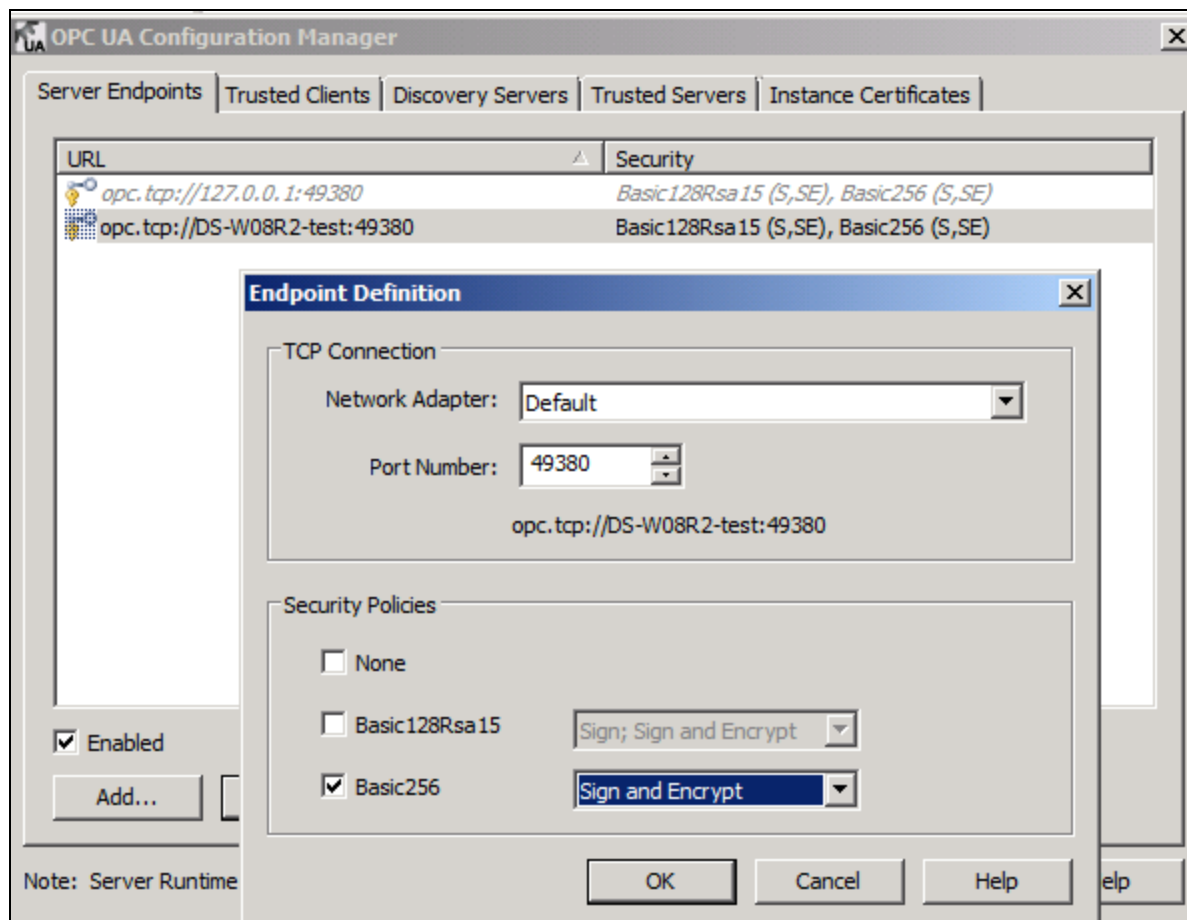 UA OPC UA Configuration Manager
Server Endpoints Trusted Clients Discovery Servers Trusted Servers Instance Certificates
URL Security
opc.tcp://127.0.0.1:49380 Basic128Rsa15 (S,SE), Basic256 (S,SE)
opc.tcp://DS-W08R2-test:49380 Basic128Rsa15 (S,SE), Basic256 (S,SE)
Endpoint Definition
TCP Connection
Network Adapter: Default
Port Number: 49380
opc.tcp://DS-W08R2-test:49380
Security Policies
None
Basic128Rsa15 Sign; Sign and Encrypt
Enabled
Basic256 Sign and Encrypt
Add...
Note: Server Runtime OK Cancel Help elp